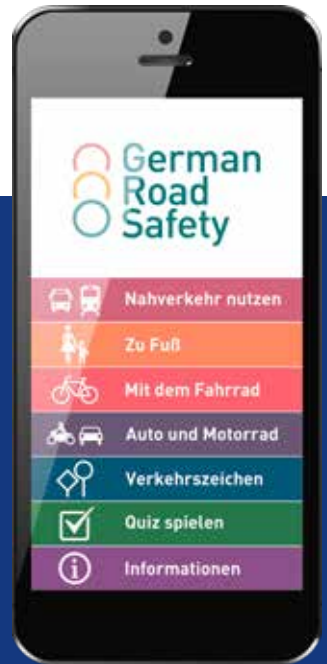 German
Road
Safety
Nahverkehr nutzen
Zu Fuß
Mit dem Fahrrad
Auto und Motorrad
Verkehrszeichen
Quiz spielen
Informationen